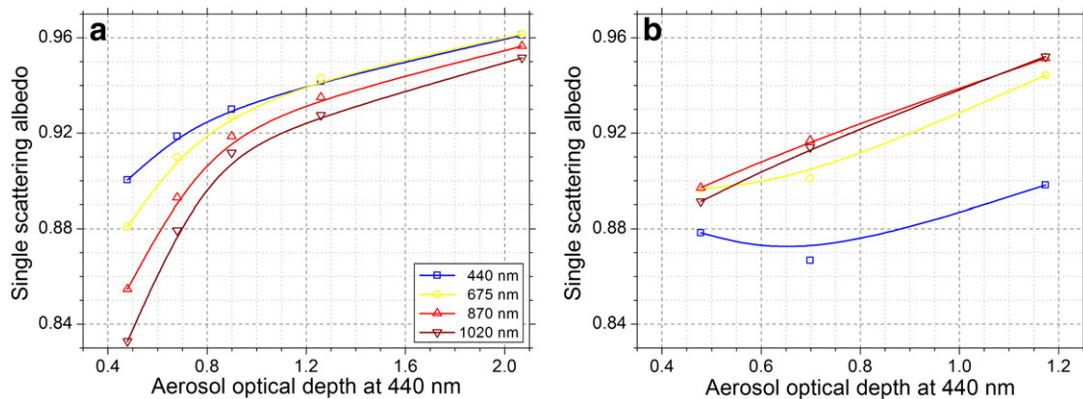 a
Single scattering albedo
0.96
0.92
0.88
0.84
0.4 0.8 1.2 1.6 2.0
Aerosol optical depth at 440 nm
440 nm
675 nm
870 nm
1020 nm
b
Single scattering albedo
0.96
0.92
0.88
0.84
0.4 0.6 0.8 1.0 1.2
Aerosol optical depth at 440 nm